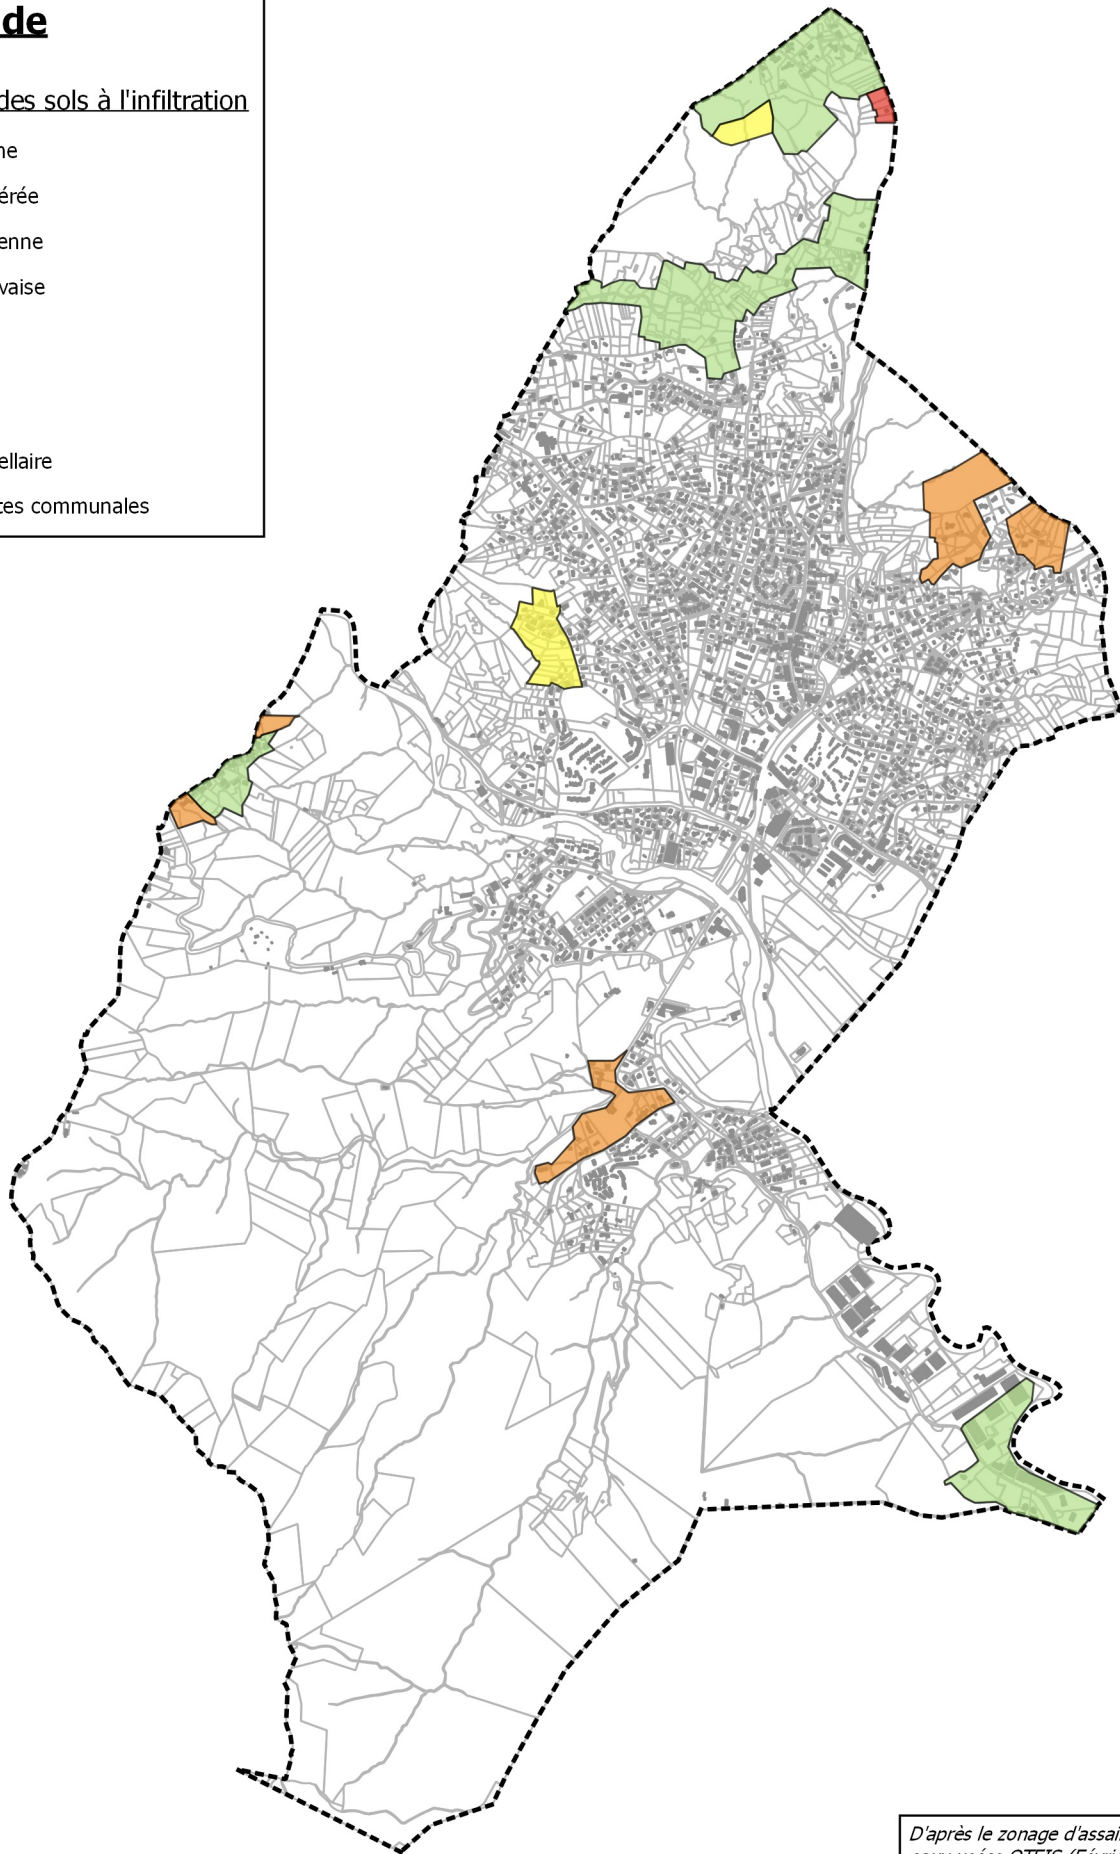 de
des sols à l'infiltration
ne
érée
enne
vaise
ellaire
tes communales
D'après le zonage d'assai